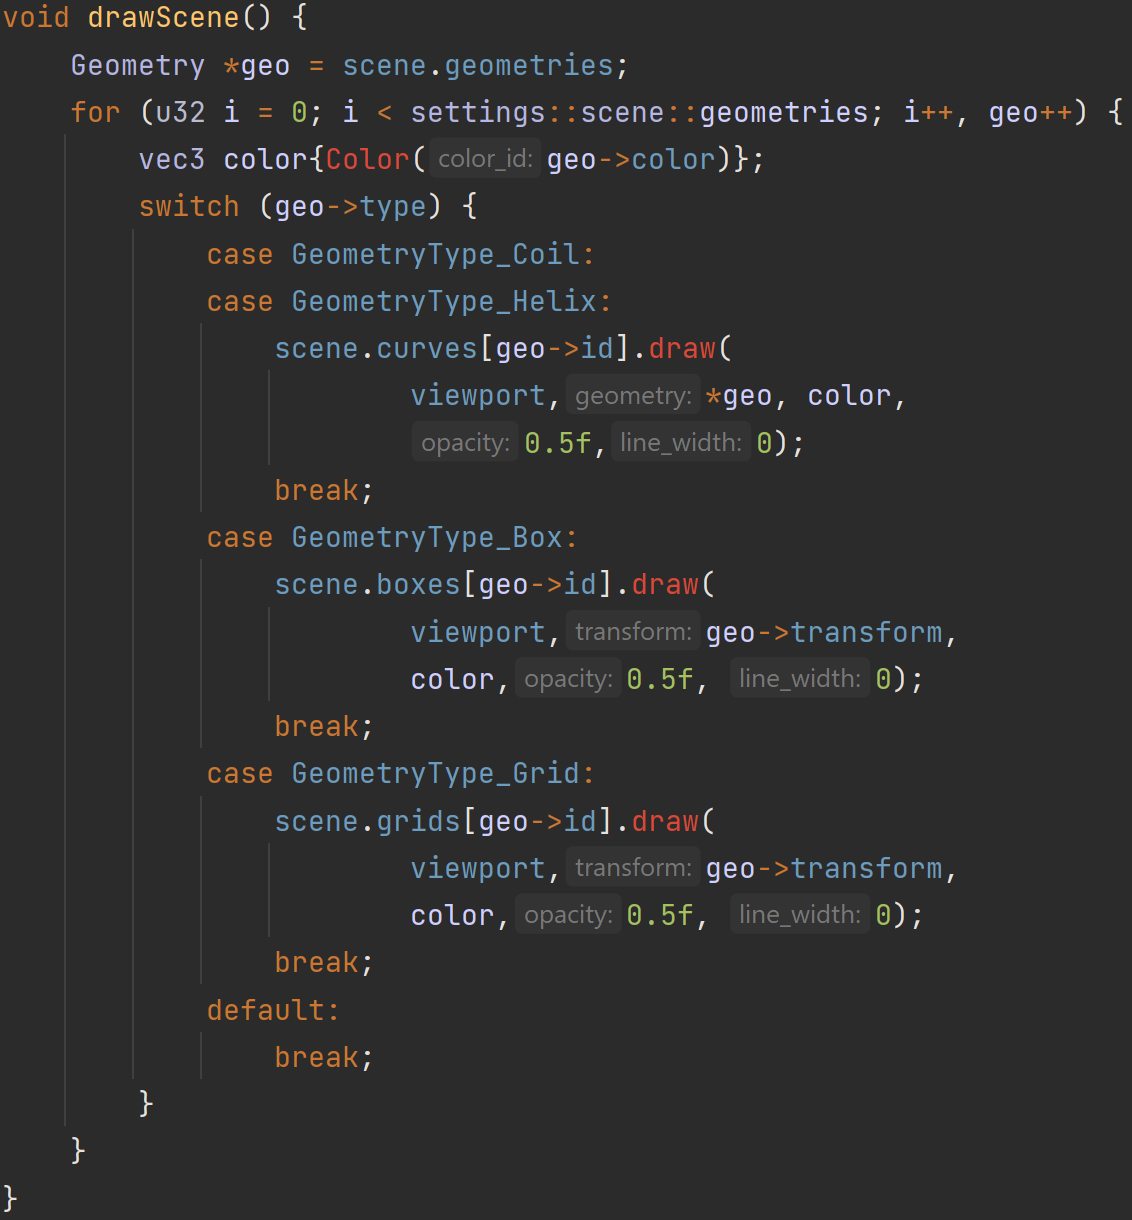 void drawScene() {
    Geometry *geo = scene.geometries;
    for (u32 i = 0; i < settings::scene::geometries; i++, geo++) {
        vec3 color{Color( color_id: geo->color)};
        switch (geo->type) {
            case GeometryType_Coil:
            case GeometryType_Helix:
                scene.curves[geo->id].draw(
                        viewport, geometry: *geo, color,
                        opacity: 0.5f, line_width: 0);
                break;
            case GeometryType_Box:
                scene.boxes[geo->id].draw(
                        viewport, transform: geo->transform,
                        color, opacity: 0.5f, line_width: 0);
                break;
            case GeometryType_Grid:
                scene.grids[geo->id].draw(
                        viewport, transform: geo->transform,
                        color, opacity: 0.5f, line_width: 0);
                break;
            default:
                break;
        }
    }
}